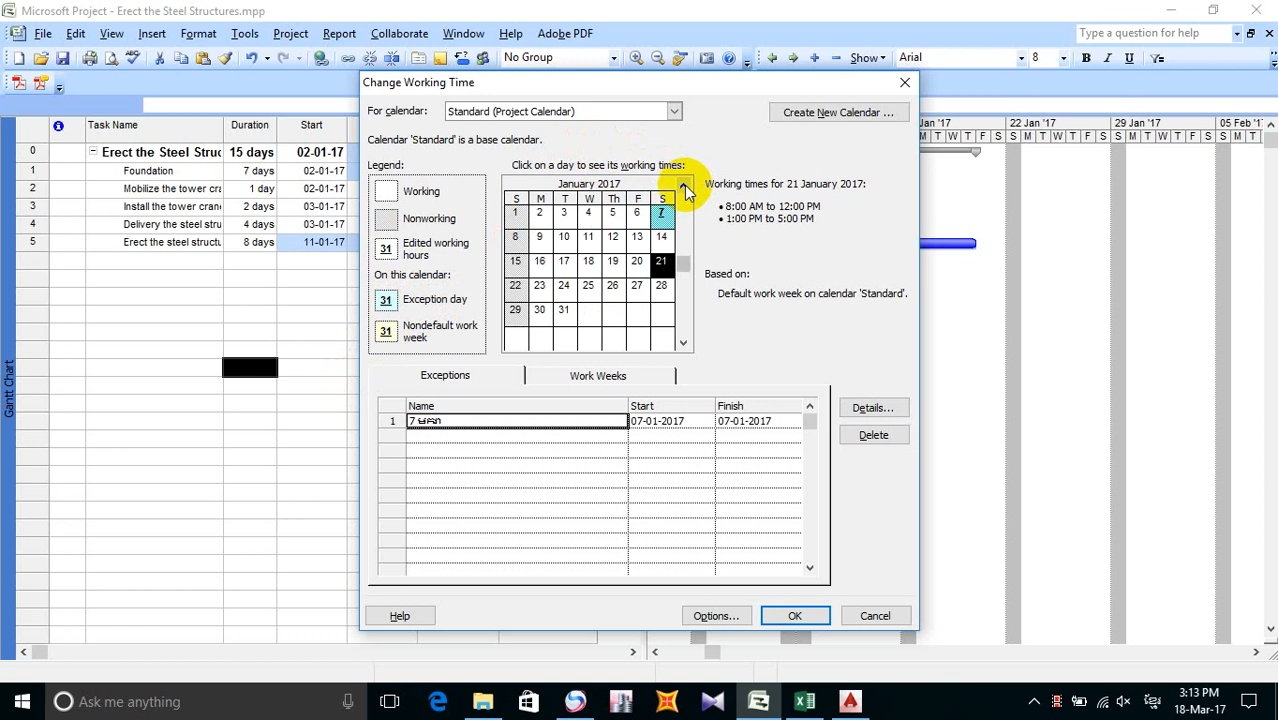 Microsoft Project - Erect the Steel Structures.mpp
File Edit View Insert Format Tools Project Report Collaborate Window Help Adobe PDF
Type a question for help
No Group
Show
Arial
8
B I U
Change Working Time
For calendar:
Standard (Project Calendar)
Create New Calendar ...
Calendar 'Standard' is a base calendar.
Legend:
Working
Nonworking
31 Edited working
hours
On this calendar:
31 Exception day
31 Nondefault work
week
Click on a day to see its working times:
January 2017
S M T W Th F S
1 2 3 4 5 6 7
8 9 10 11 12 13 14
15 16 17 18 19 20 21
22 23 24 25 26 27 28
29 30 31
Working times for 21 January 2017:
• 8:00 AM to 12:00 PM
• 1:00 PM to 5:00 PM
Based on:
Default work week on calendar 'Standard'.
Exceptions
Work Weeks
Name Start Finish
1 7 07-01-2017 07-01-2017
Details...
Delete
Help
Options...
OK
Cancel
Task Name Duration Start
0 Erect the Steel Struc 15 days 02-01-17
1 Foundation 7 days 02-01-17
2 Mobilize the tower cran 1 day 02-01-17
3 Install the tower crane 2 days 03-01-17
4 Delivery the steel struc 4 days 03-01-17
5 Erect the steel structu 8 days 11-01-17
Gantt Chart
an '17 22 Jan '17 29 Jan '17 05 Feb '1
M T W T F S S M T W T F S S M T W T F S S M T W
Ask me anything
3:13 PM
18-Mar-17